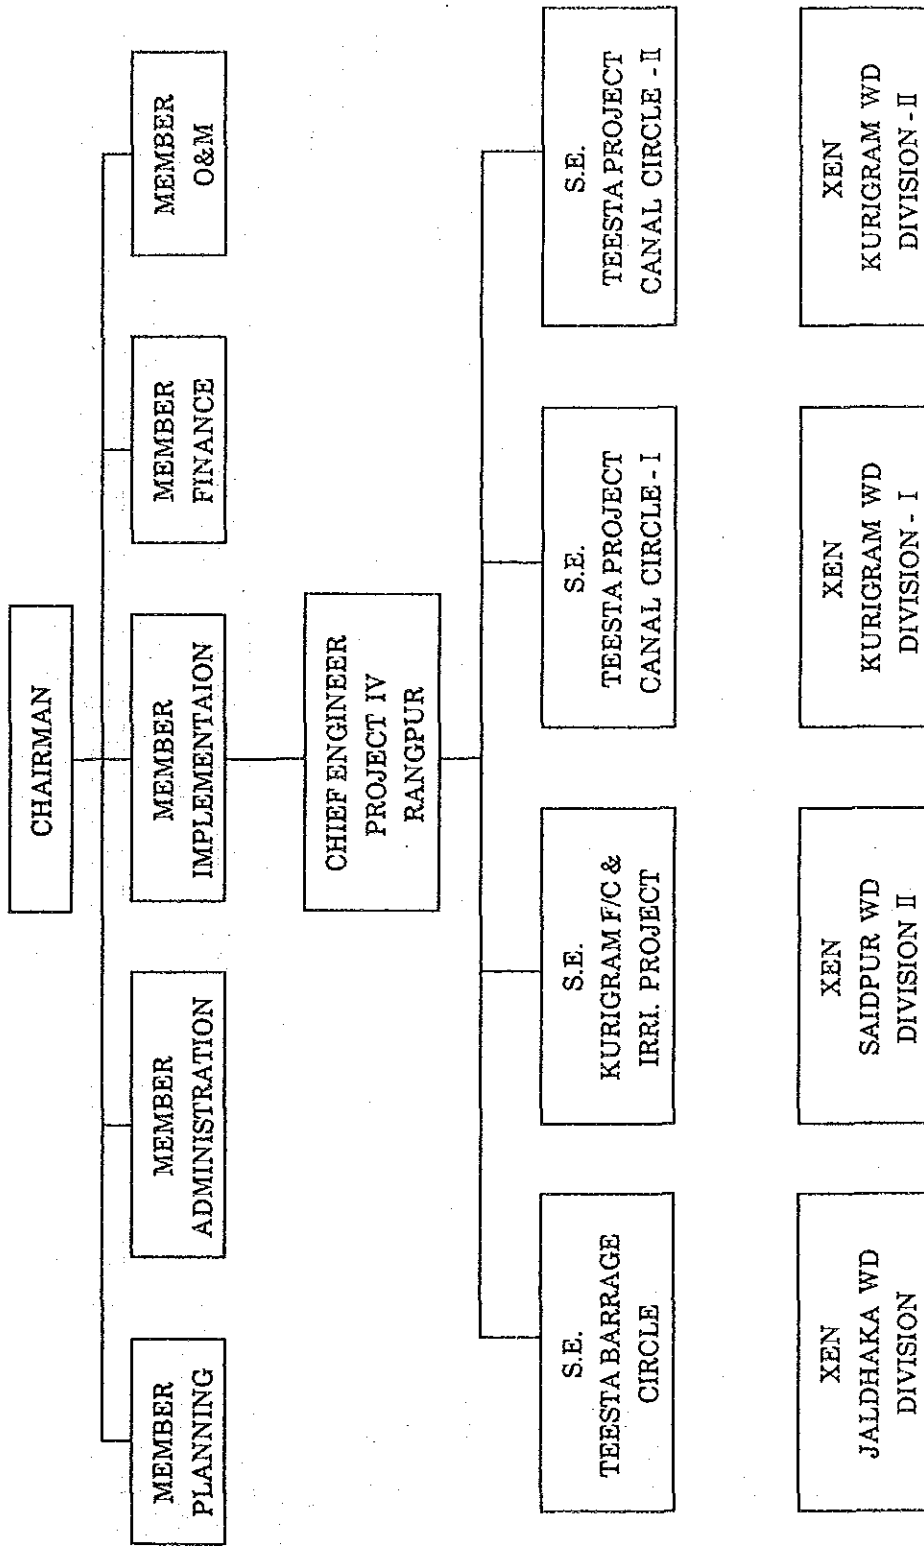 CHAIRMAN
MEMBER
PLANNING
MEMBER
ADMINISTRATION
MEMBER
IMPLEMENTAION
MEMBER
FINANCE
MEMBER
O&M
CHIEF ENGINEER
PROJECT IV
RANGPUR
S.E.
TEESTA BARRAGE
CIRCLE
S.E.
KURIGRAM F/C &
IRRI. PROJECT
S.E.
TEESTA PROJECT
CANAL CIRCLE - I
S.E.
TEESTA PROJECT
CANAL CIRCLE - II
XEN
JALDHAKA WD
DIVISION
XEN
SAIDPUR WD
DIVISION II
XEN
KURIGRAM WD
DIVISION - I
XEN
KURIGRAM WD
DIVISION - II